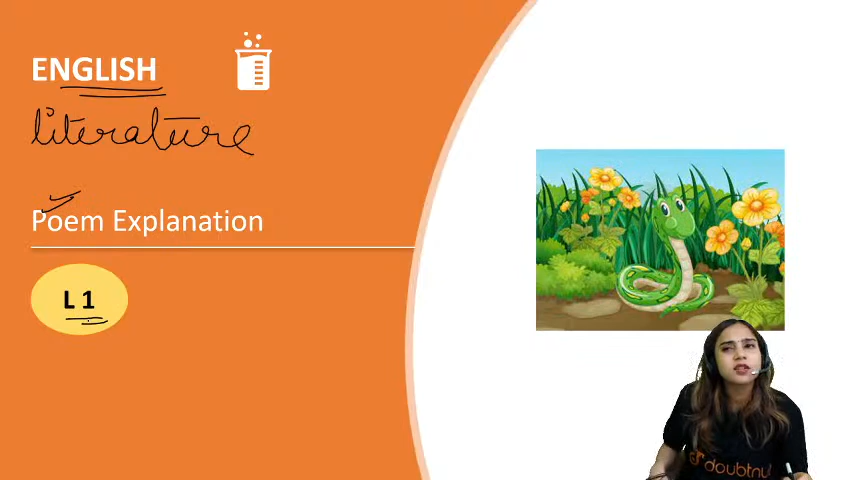 ENGLISH
literature
Poem Explanation
L 1
doubtnut